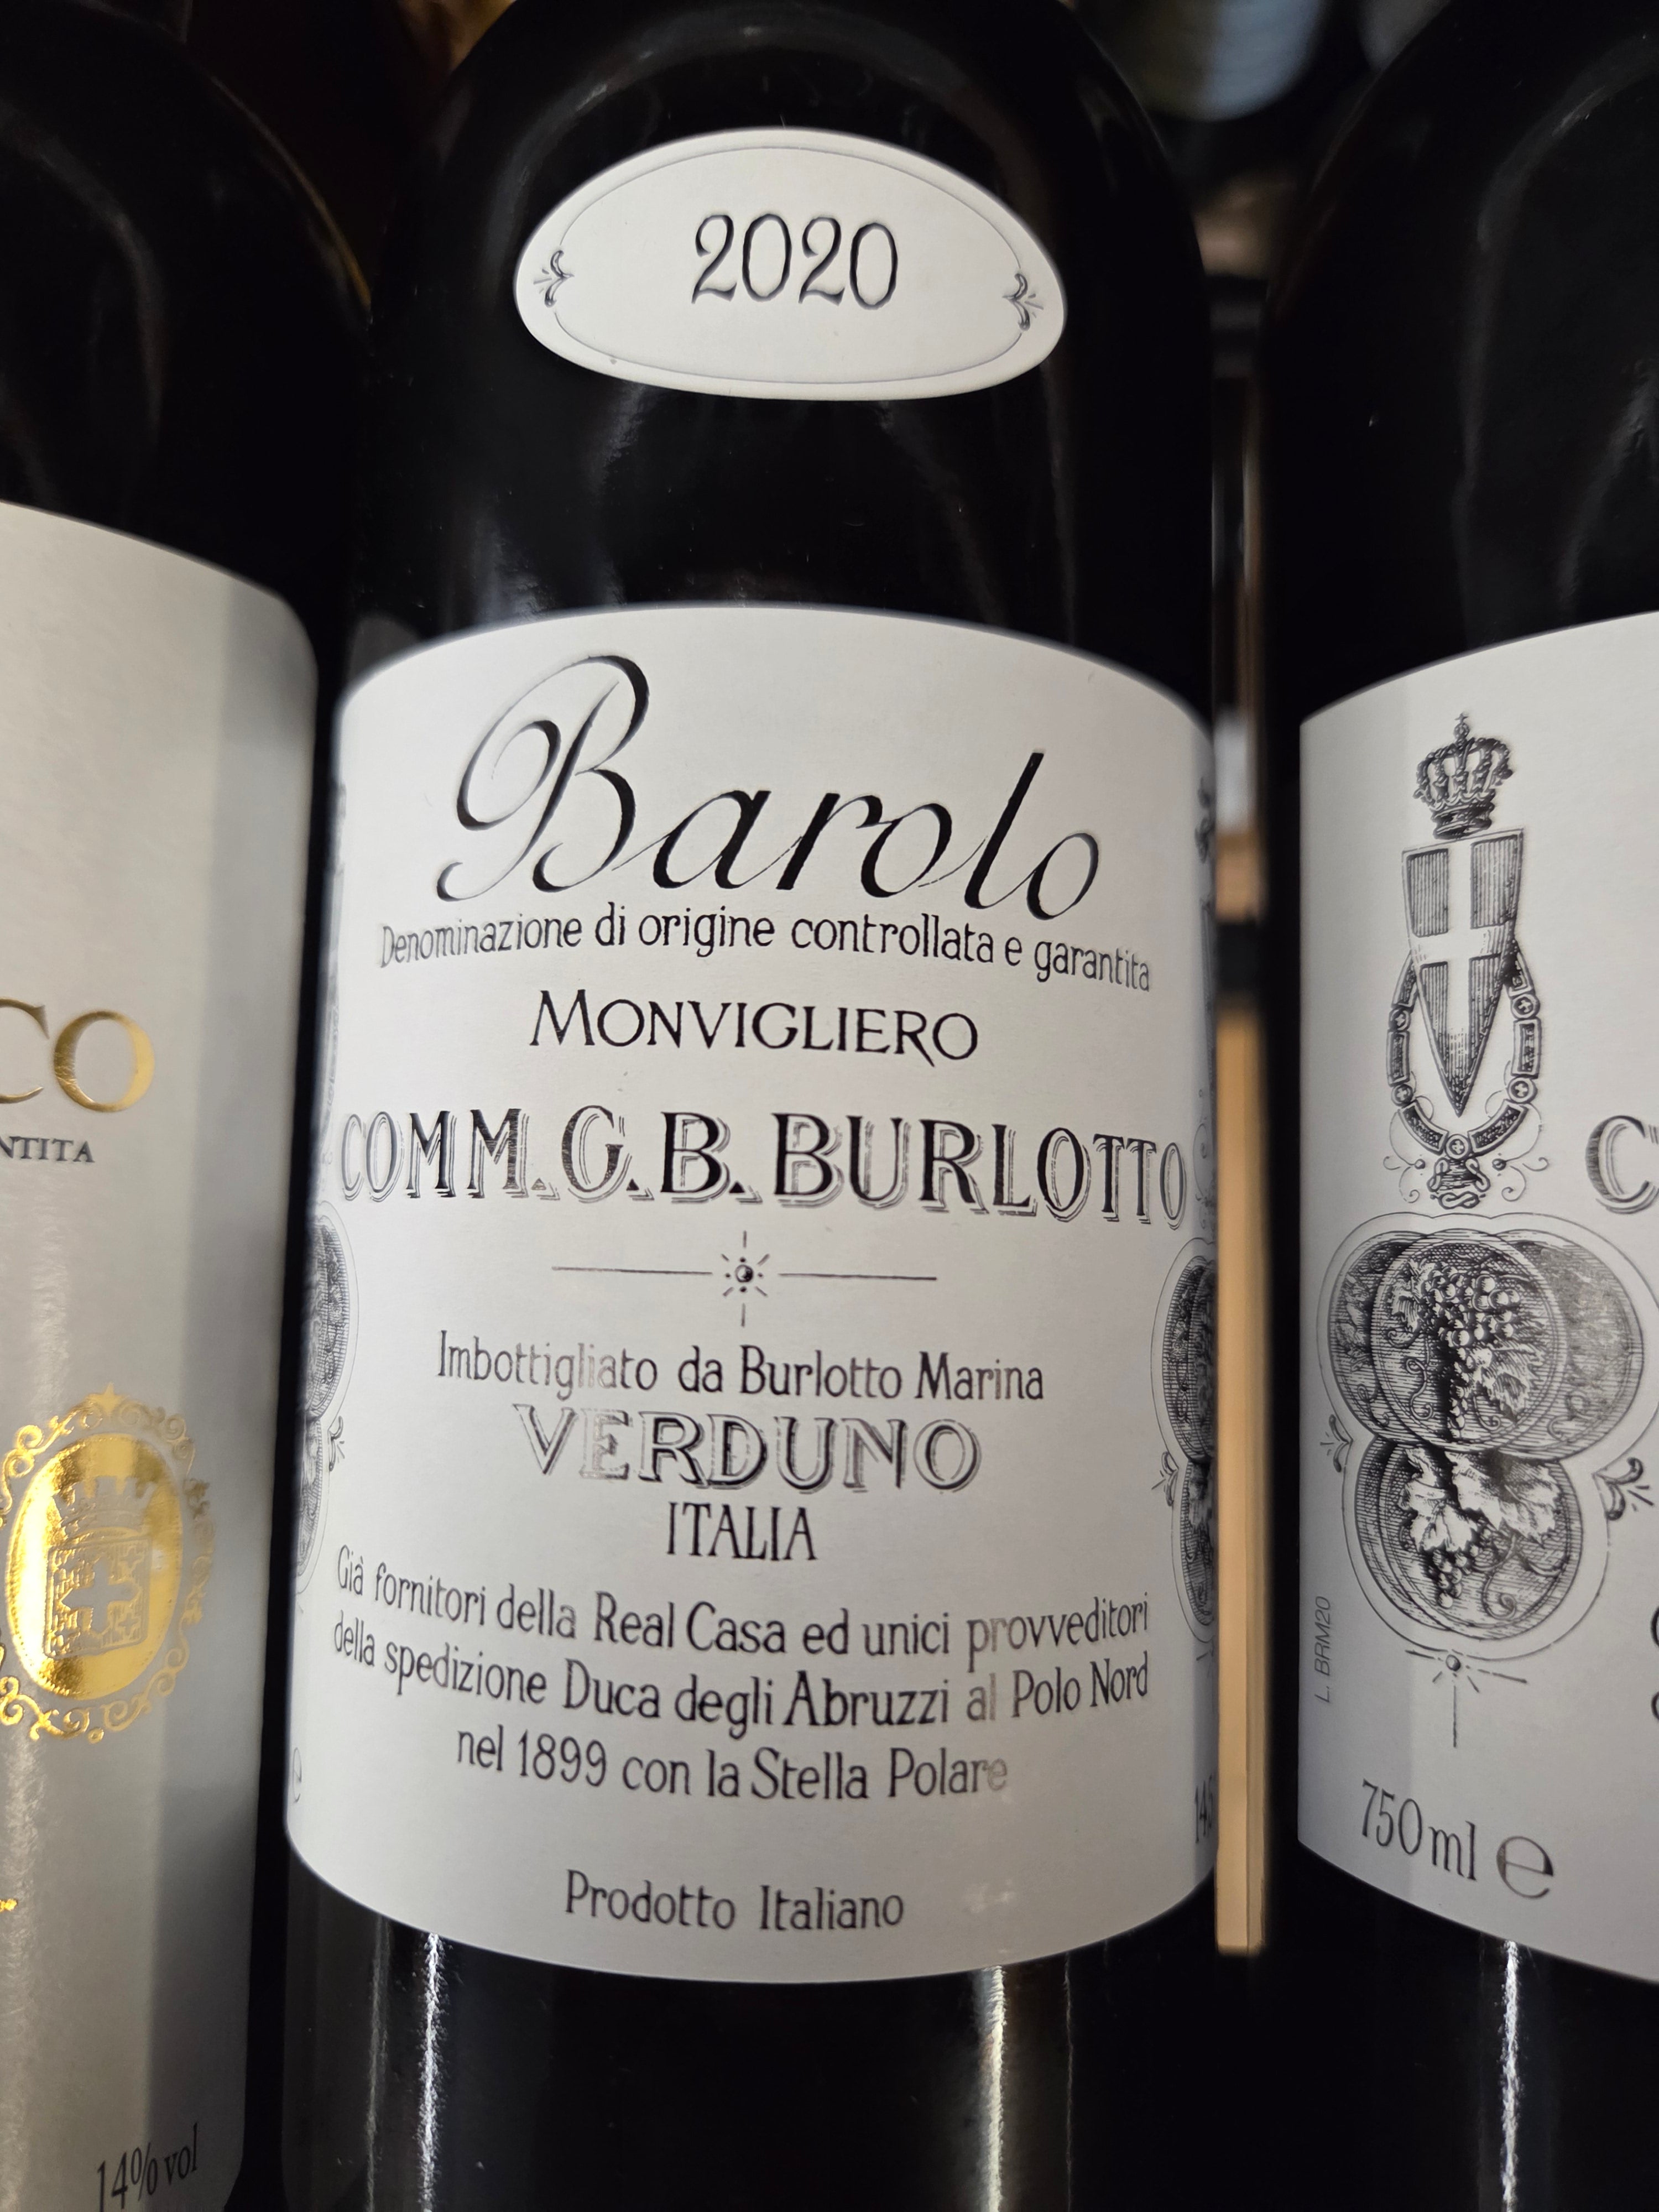 2020
Barolo
Denominazione di origine controllata e garantita
MONVIGLIERO
COMM. G. B. BURLOTTO
Imbottigliato da Burlotto Marina
VERDUNO
ITALIA
Già fornitori della Real Casa ed unici provveditori
della spedizione Duca degli Abruzzi al Polo Nord
nel 1899 con la Stella Polare
Prodotto Italiano
CO
NTITA
14% vol
C
L. BRM20
750 ml e